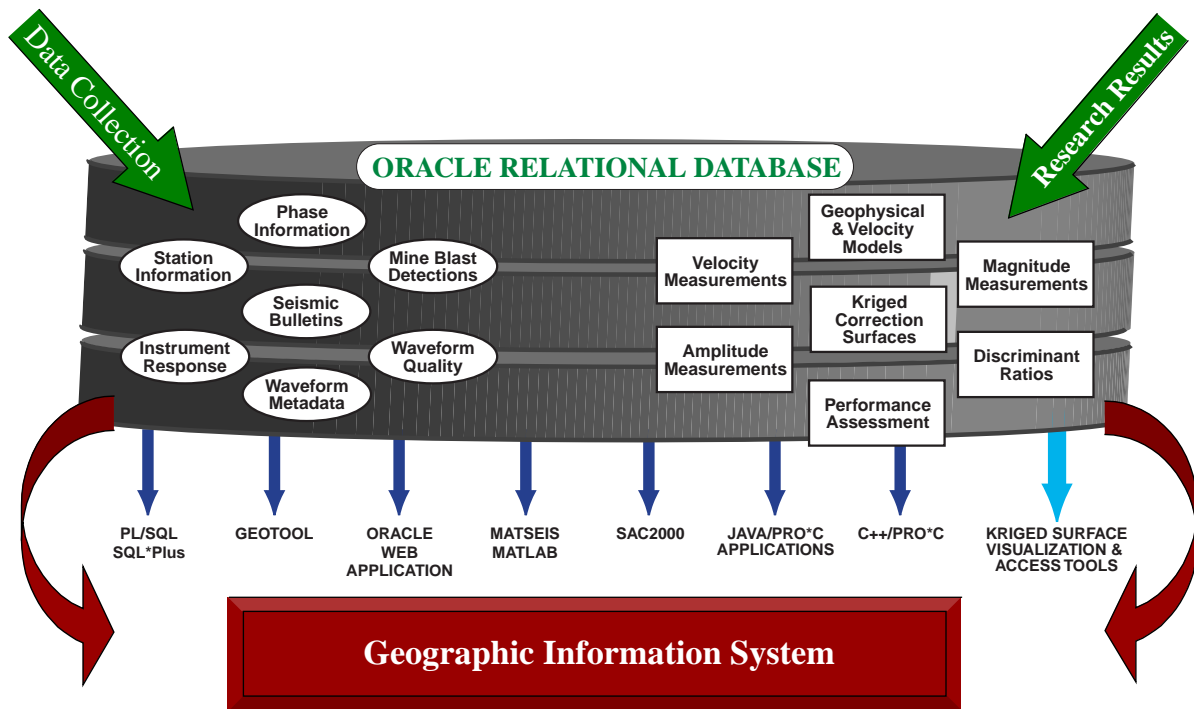 Data Collection
Research Results
ORACLE RELATIONAL DATABASE
Phase
Information
Station
Information
Mine Blast
Detections
Seismic
Bulletins
Instrument
Response
Waveform
Quality
Waveform
Metadata
Geophysical
& Velocity
Models
Velocity
Measurements
Magnitude
Measurements
Kriged
Correction
Surfaces
Amplitude
Measurements
Discriminant
Ratios
Performance
Assessment
PL/SQL
SQL*Plus
GEOTOOL
ORACLE
WEB
APPLICATION
MATSEIS
MATLAB
SAC2000
JAVA/PRO*C
APPLICATIONS
C++/PRO*C
KRIGED SURFACE
VISUALIZATION &
ACCESS TOOLS
Geographic Information System